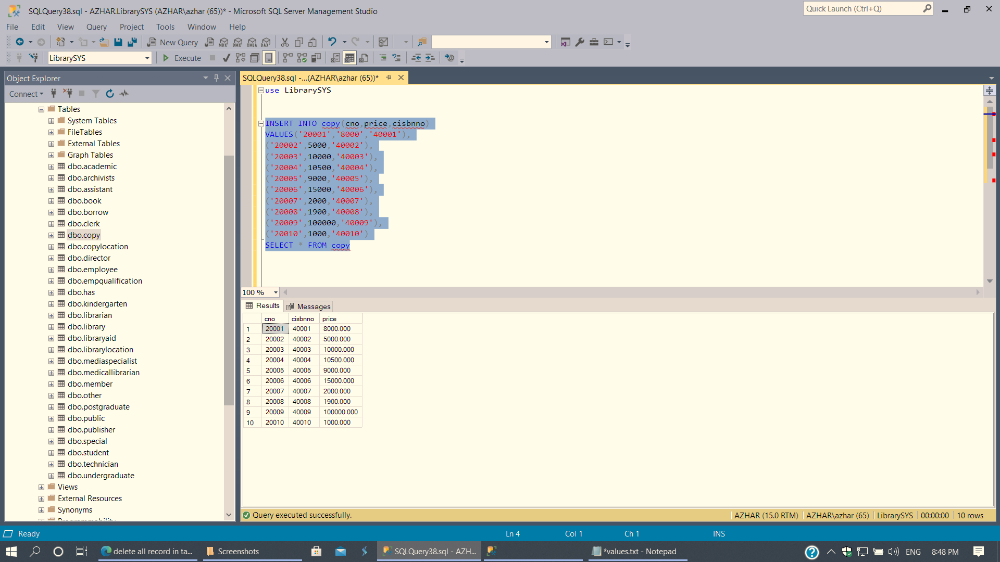 SQLQuery38.sql - AZHAR.LibrarySYS (AZHAR\azhar (65))* - Microsoft SQL Server Management Studio
Quick Launch (Ctrl+Q)
File Edit View Query Project Tools Window Help
New Query
MDX DMX XMLA DAX
LibrarySYS
Execute
Object Explorer
Connect
Tables
System Tables
FileTables
External Tables
Graph Tables
dbo.academic
dbo.archivists
dbo.assistant
dbo.book
dbo.borrow
dbo.clerk
dbo.copy
dbo.copylocation
dbo.director
dbo.employee
dbo.empqualification
dbo.has
dbo.kindergarten
dbo.librarian
dbo.library
dbo.libraryaid
dbo.librarylocation
dbo.mediaspecialist
dbo.medicallibrarian
dbo.member
dbo.other
dbo.postgraduate
dbo.public
dbo.publisher
dbo.special
dbo.student
dbo.technician
dbo.undergraduate
Views
External Resources
Synonyms
Programmability
SQLQuery38.sql -...(AZHAR\azhar (65))*
use LibrarySYS
INSERT INTO copy(cno,price,cisbnno)
VALUES('20001','8000','40001'),
('20002',5000,'40002'),
('20003',10000,'40003'),
('20004',10500,'40004'),
('20005',9000,'40005'),
('20006',15000,'40006'),
('20007',2000,'40007'),
('20008',1900,'40008'),
('20009',100000,'40009'),
('20010',1000,'40010')
SELECT * FROM copy
100 %
Results Messages
cno cisbnno price
1 20001 40001 8000.000
2 20002 40002 5000.000
3 20003 40003 10000.000
4 20004 40004 10500.000
5 20005 40005 9000.000
6 20006 40006 15000.000
7 20007 40007 2000.000
8 20008 40008 1900.000
9 20009 40009 100000.000
10 20010 40010 1000.000
Query executed successfully.
AZHAR (15.0 RTM) AZHAR\azhar (65) LibrarySYS 00:00:00 10 rows
Ready
Ln 4 Col 1 Ch 1 INS
delete all record in ta...
Screenshots
SQLQuery38.sql - AZH...
*values.txt - Notepad
ENG 8:48 PM